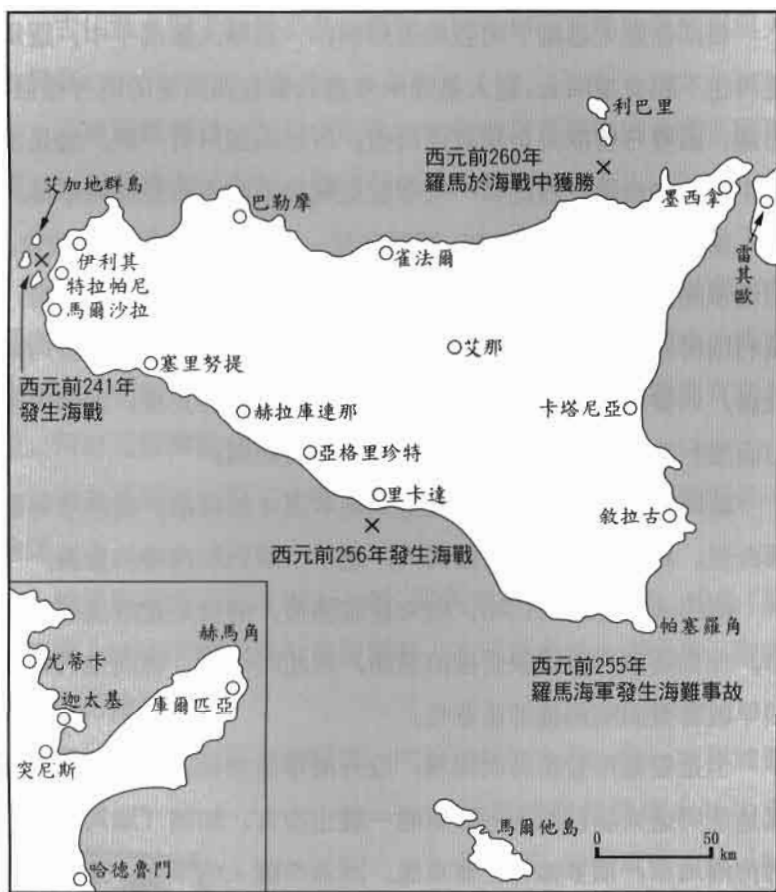 利巴里
西元前260年
羅馬於海戰中獲勝
墨西拿
雷其歐
艾加地群島
巴勒摩
伊利其
特拉帕尼
馬爾沙拉
雀法爾
艾那
塞里努提
西元前241年
發生海戰
赫拉庫連那
卡塔尼亞
亞格里珍特
里卡達
敘拉古
西元前256年發生海戰
帕塞羅角
西元前255年
羅馬海軍發生海難事故
赫馬角
尤蒂卡
迦太基
庫爾匹亞
突尼斯
哈德魯門
馬爾他島
0 50
km